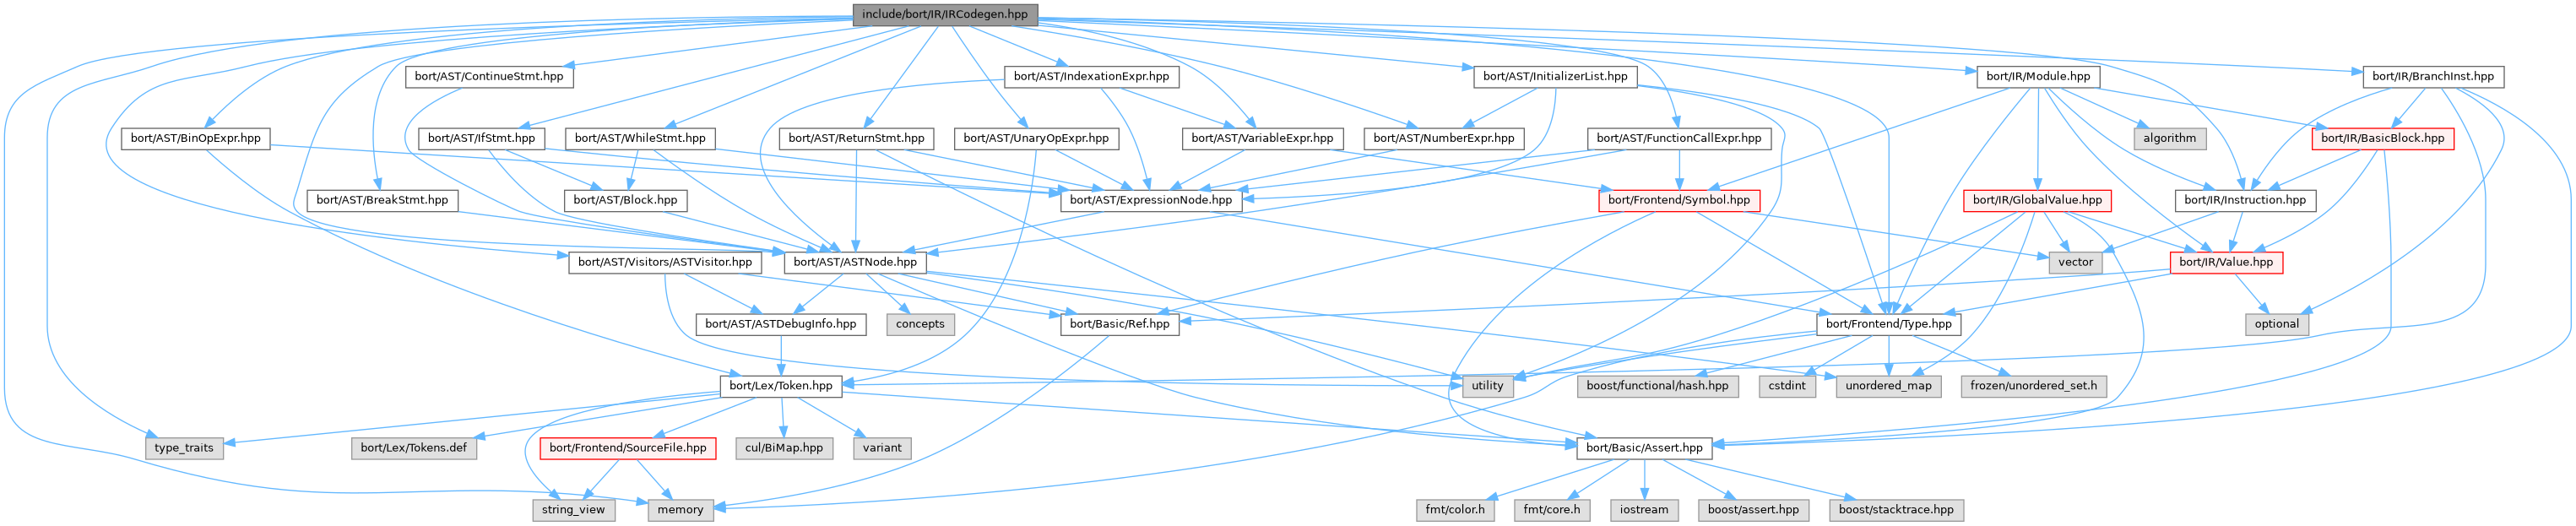 include/bort/IR/IRCodegen.hpp
bort/AST/ContinueStmt.hpp
bort/AST/IndexationExpr.hpp
bort/AST/InitializerList.hpp
bort/IR/Module.hpp
bort/IR/BranchInst.hpp
bort/AST/BinOpExpr.hpp
bort/AST/IfStmt.hpp
bort/AST/WhileStmt.hpp
bort/AST/ReturnStmt.hpp
bort/AST/UnaryOpExpr.hpp
bort/AST/VariableExpr.hpp
bort/AST/NumberExpr.hpp
bort/AST/FunctionCallExpr.hpp
algorithm
bort/IR/BasicBlock.hpp
bort/AST/BreakStmt.hpp
bort/AST/Block.hpp
bort/AST/ExpressionNode.hpp
bort/Frontend/Symbol.hpp
bort/IR/GlobalValue.hpp
bort/IR/Instruction.hpp
bort/AST/Visitors/ASTVisitor.hpp
bort/AST/ASTNode.hpp
vector
bort/IR/Value.hpp
bort/AST/ASTDebugInfo.hpp
concepts
bort/Basic/Ref.hpp
bort/Frontend/Type.hpp
optional
bort/Lex/Token.hpp
utility
boost/functional/hash.hpp
cstdint
unordered_map
frozen/unordered_set.h
type_traits
bort/Lex/Tokens.def
bort/Frontend/SourceFile.hpp
cul/BiMap.hpp
variant
bort/Basic/Assert.hpp
string_view
memory
fmt/color.h
fmt/core.h
iostream
boost/assert.hpp
boost/stacktrace.hpp